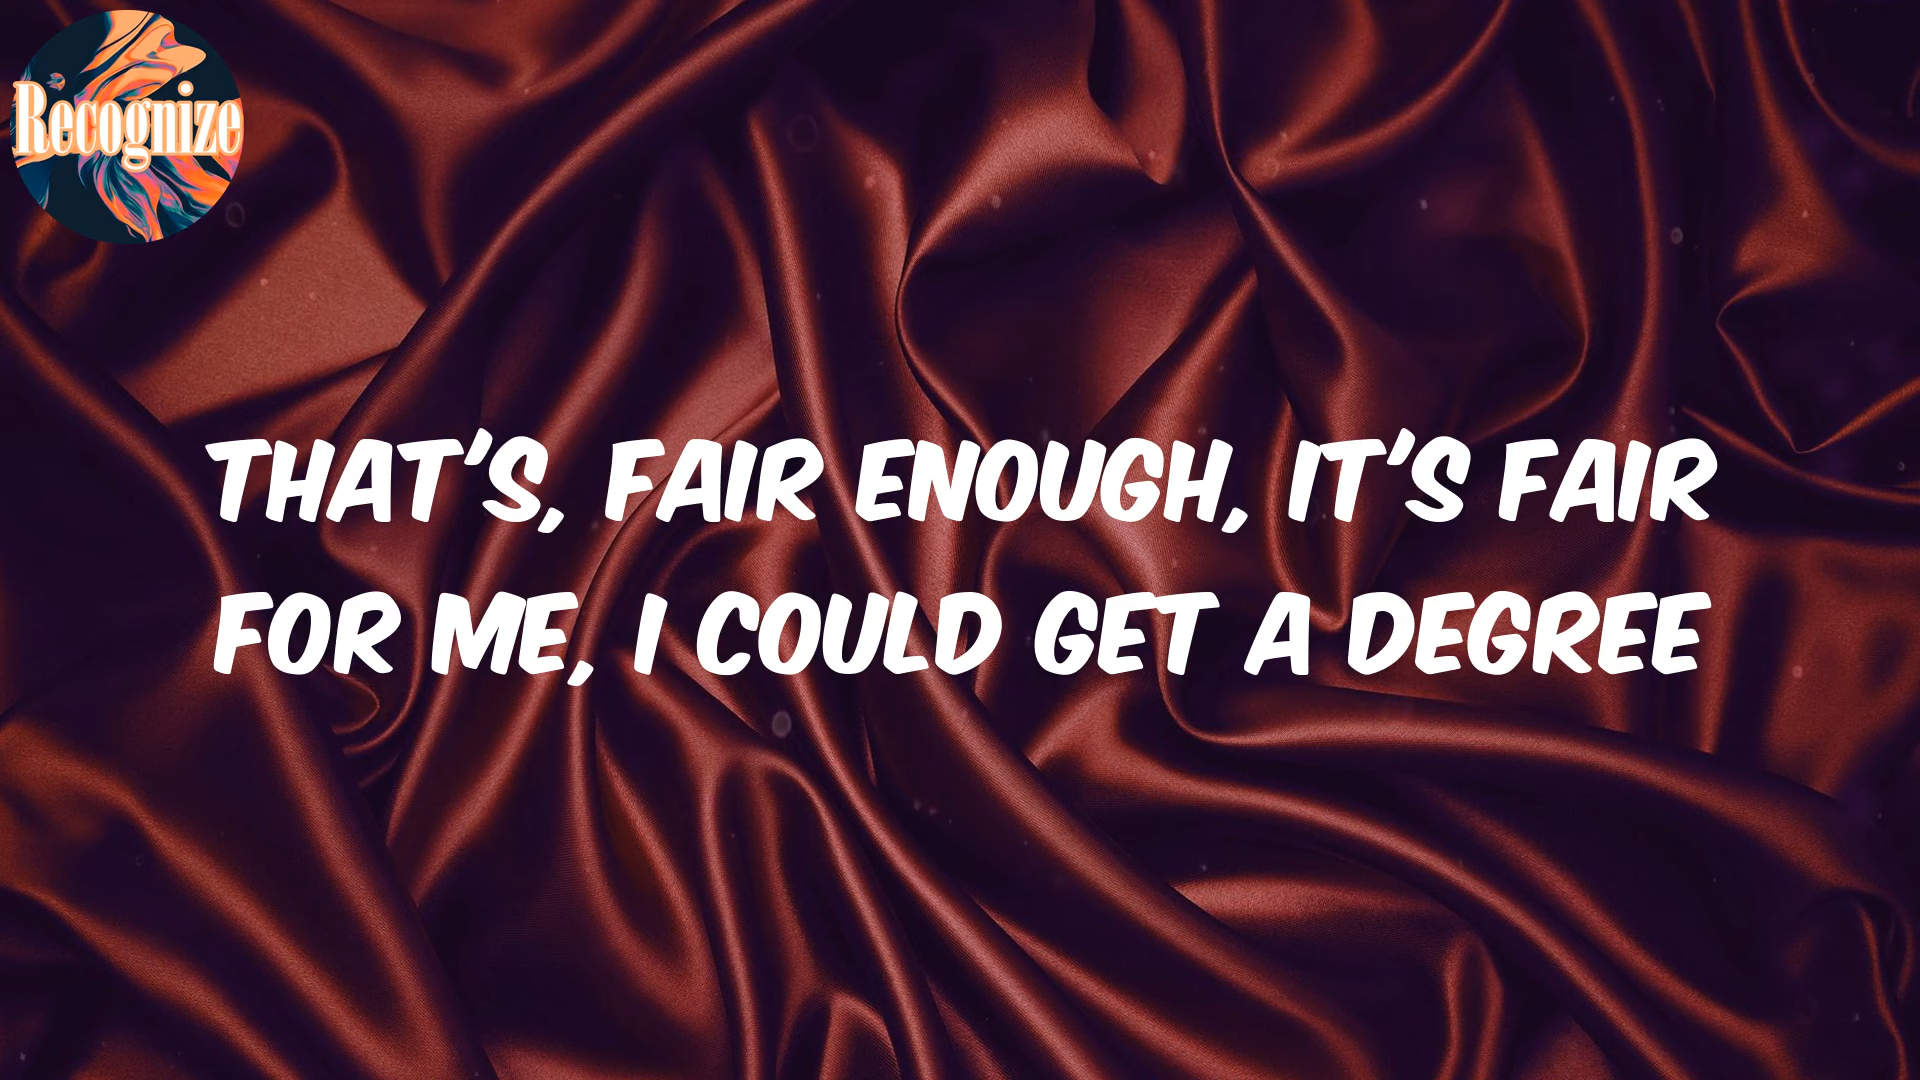 Recognize
THAT'S, FAIR ENOUGH, IT'S FAIR
FOR ME, I COULD GET A DEGREE